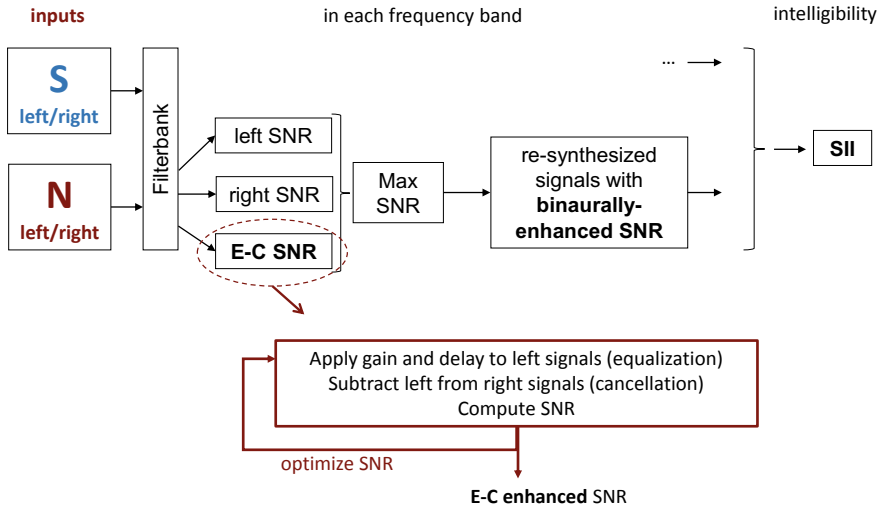 inputs
in each frequency band
intelligibility
S
left/right
N
left/right
Filterbank
left SNR
right SNR
E-C SNR
Max
SNR
re-synthesized
signals with
binaurally-
enhanced SNR
...
SII
Apply gain and delay to left signals (equalization)
Subtract left from right signals (cancellation)
Compute SNR
optimize SNR
E-C enhanced SNR